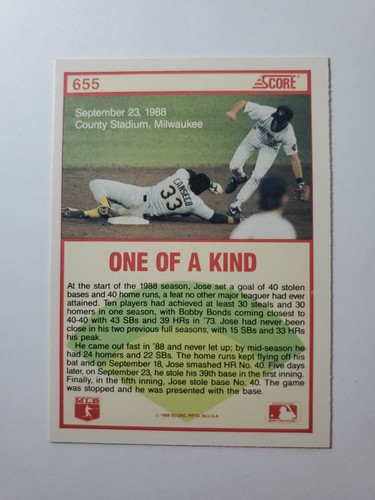 655
SCORE
September 23, 1988
County Stadium, Milwaukee
CANSECO
33
ONE OF A KIND
At the start of the 1988 season, Jose set a goal of 40 stolen
bases and 40 home runs, a feat no other major leaguer had ever
attained. Ten players had achieved at least 30 steals and 30
homers in one season, with Bobby Bonds coming closest to
40-40 with 43 SBs and 39 HRs in '73. Jose had never been
close in his two previous full seasons, with 15 SBs and 33 HRs
his peak.
He came out fast in '88 and never let up; by mid-season he
had 24 homers and 22 SBs. The home runs kept flying off his
bat and on September 18, Jose smashed HR No. 40. Five days
later, on September 23, he stole his 39th base in the first inning.
Finally, in the fifth inning, Jose stole base No. 40. The game
was stopped and he was presented with the base.
© 1989 SCORE, PRTD. IN U.S.A.